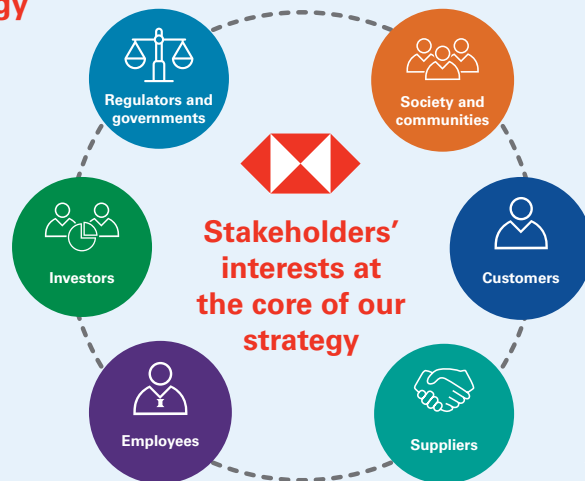 gy
Regulators and
governments
Society and
communities
Investors
Stakeholders'
interests at
the core of our
strategy
Customers
Employees
Suppliers